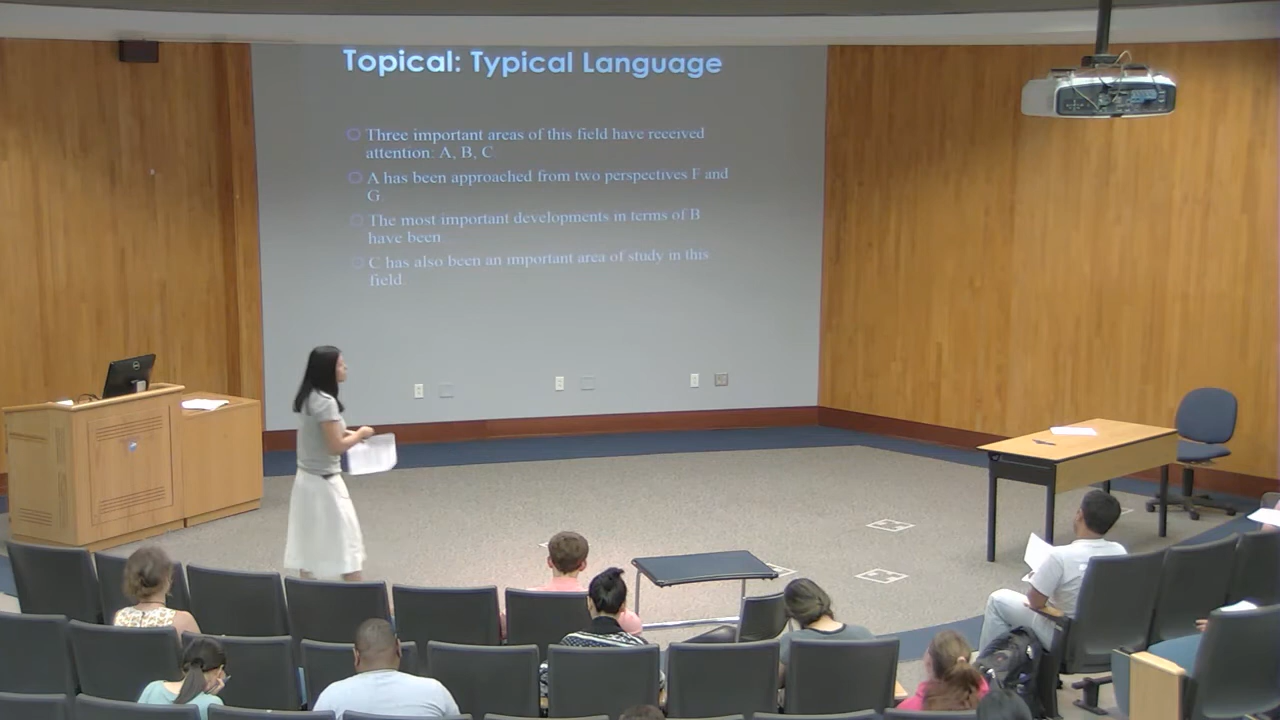 Topical: Typical Language
Three important areas of this field have received
attention: A, B, C
A has been approached from two perspectives F and
G
The most important developments in terms of B
have been...
C has also been an important area of study in this
field.